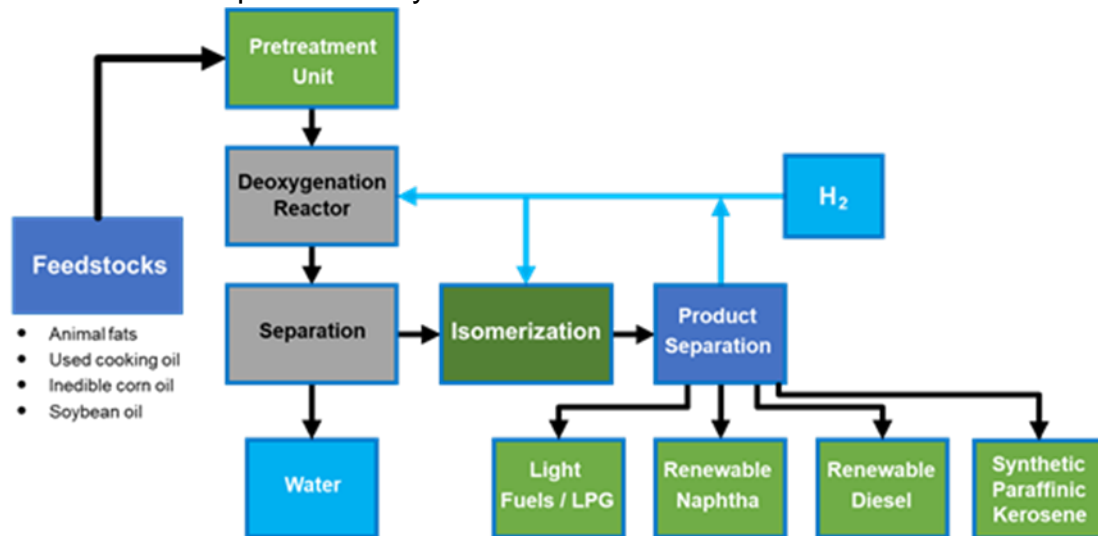 Pretreatment
Unit
Deoxygenation
Reactor
H₂
Feedstocks
Animal fats
Used cooking oil
Inedible corn oil
Soybean oil
Separation
Isomerization
Product
Separation
Water
Light
Fuels / LPG
Renewable
Naphtha
Renewable
Diesel
Synthetic
Paraffinic
Kerosene